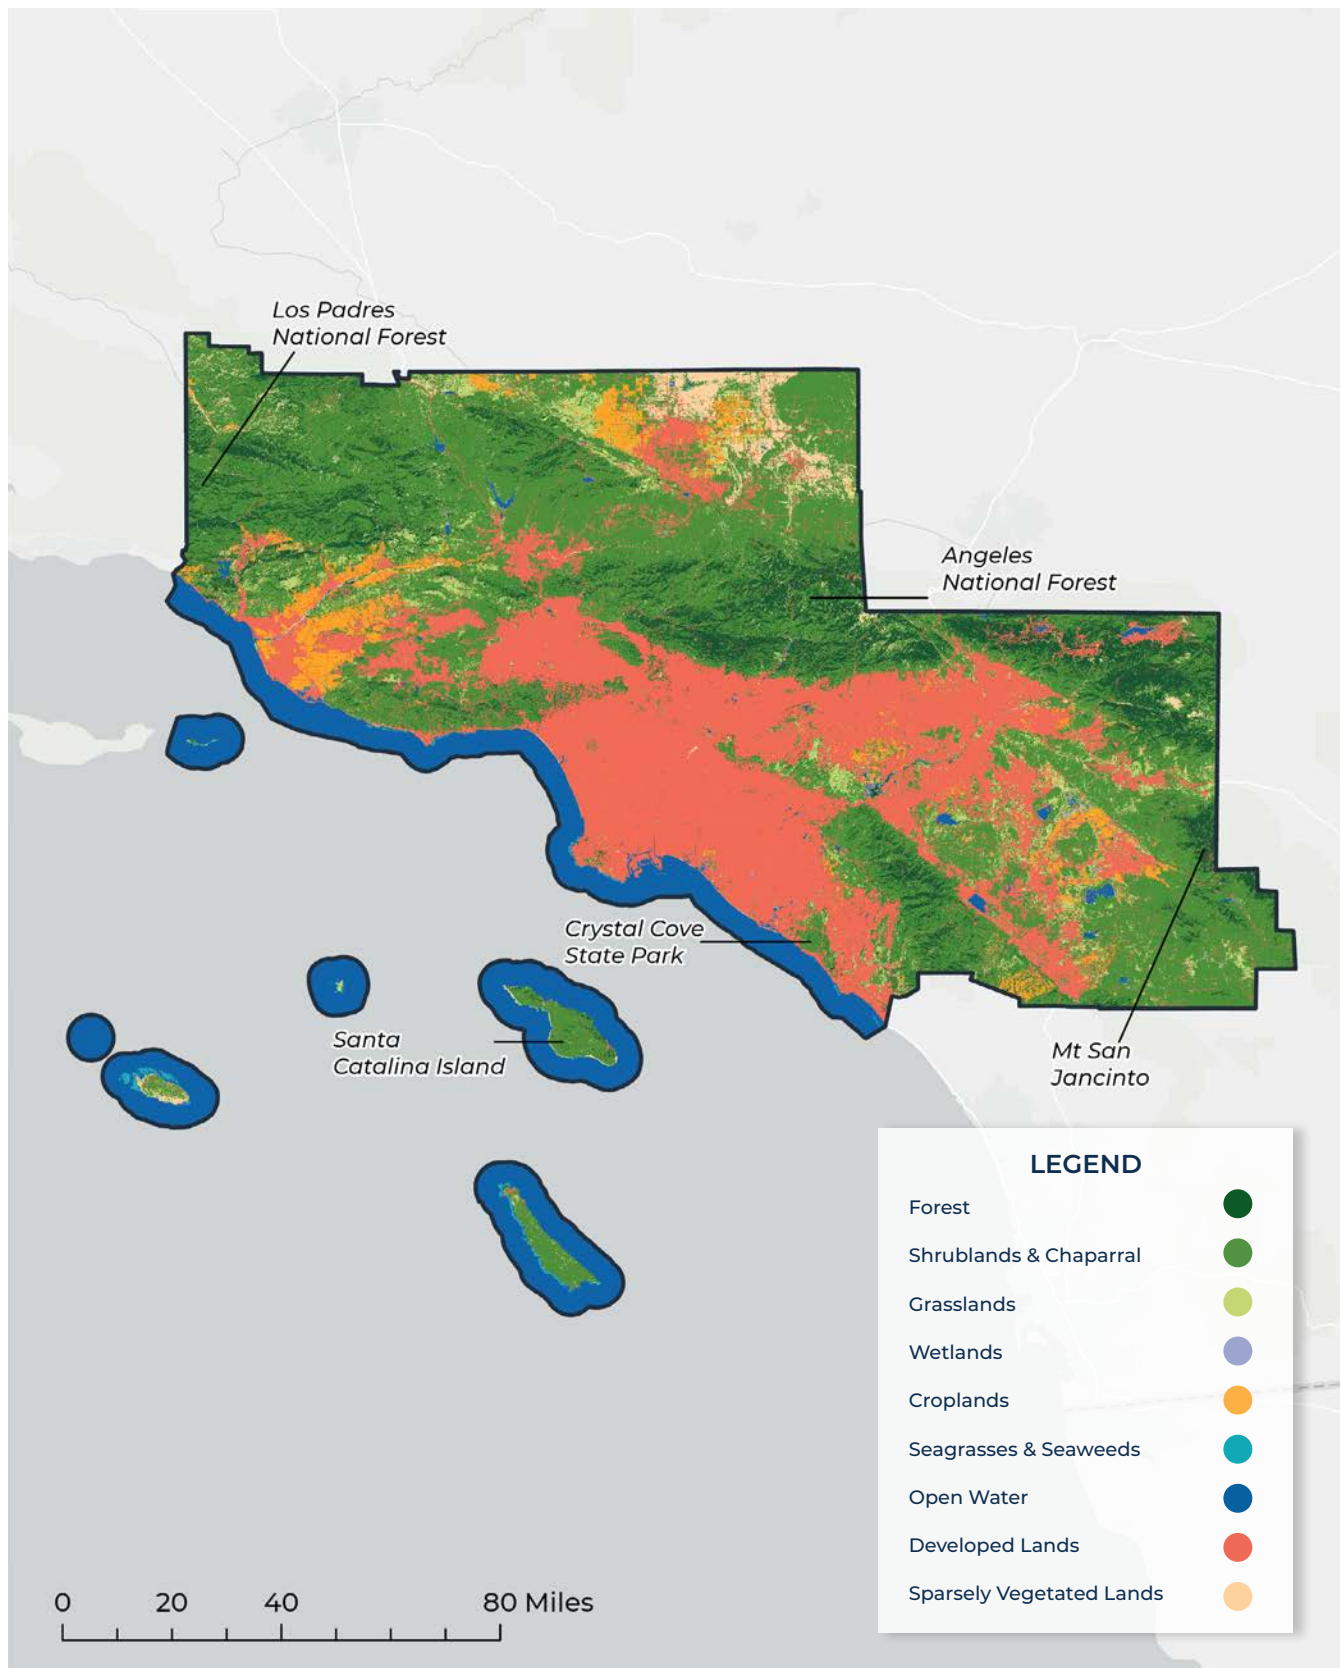 Los Padres
National Forest
Angeles
National Forest
Crystal Cove
State Park
Santa
Catalina Island
Mt San
Jancinto
LEGEND
Forest
Shrublands & Chaparral
Grasslands
Wetlands
Croplands
Seagrasses & Seaweeds
Open Water
Developed Lands
Sparsely Vegetated Lands
0 20 40 80 Miles